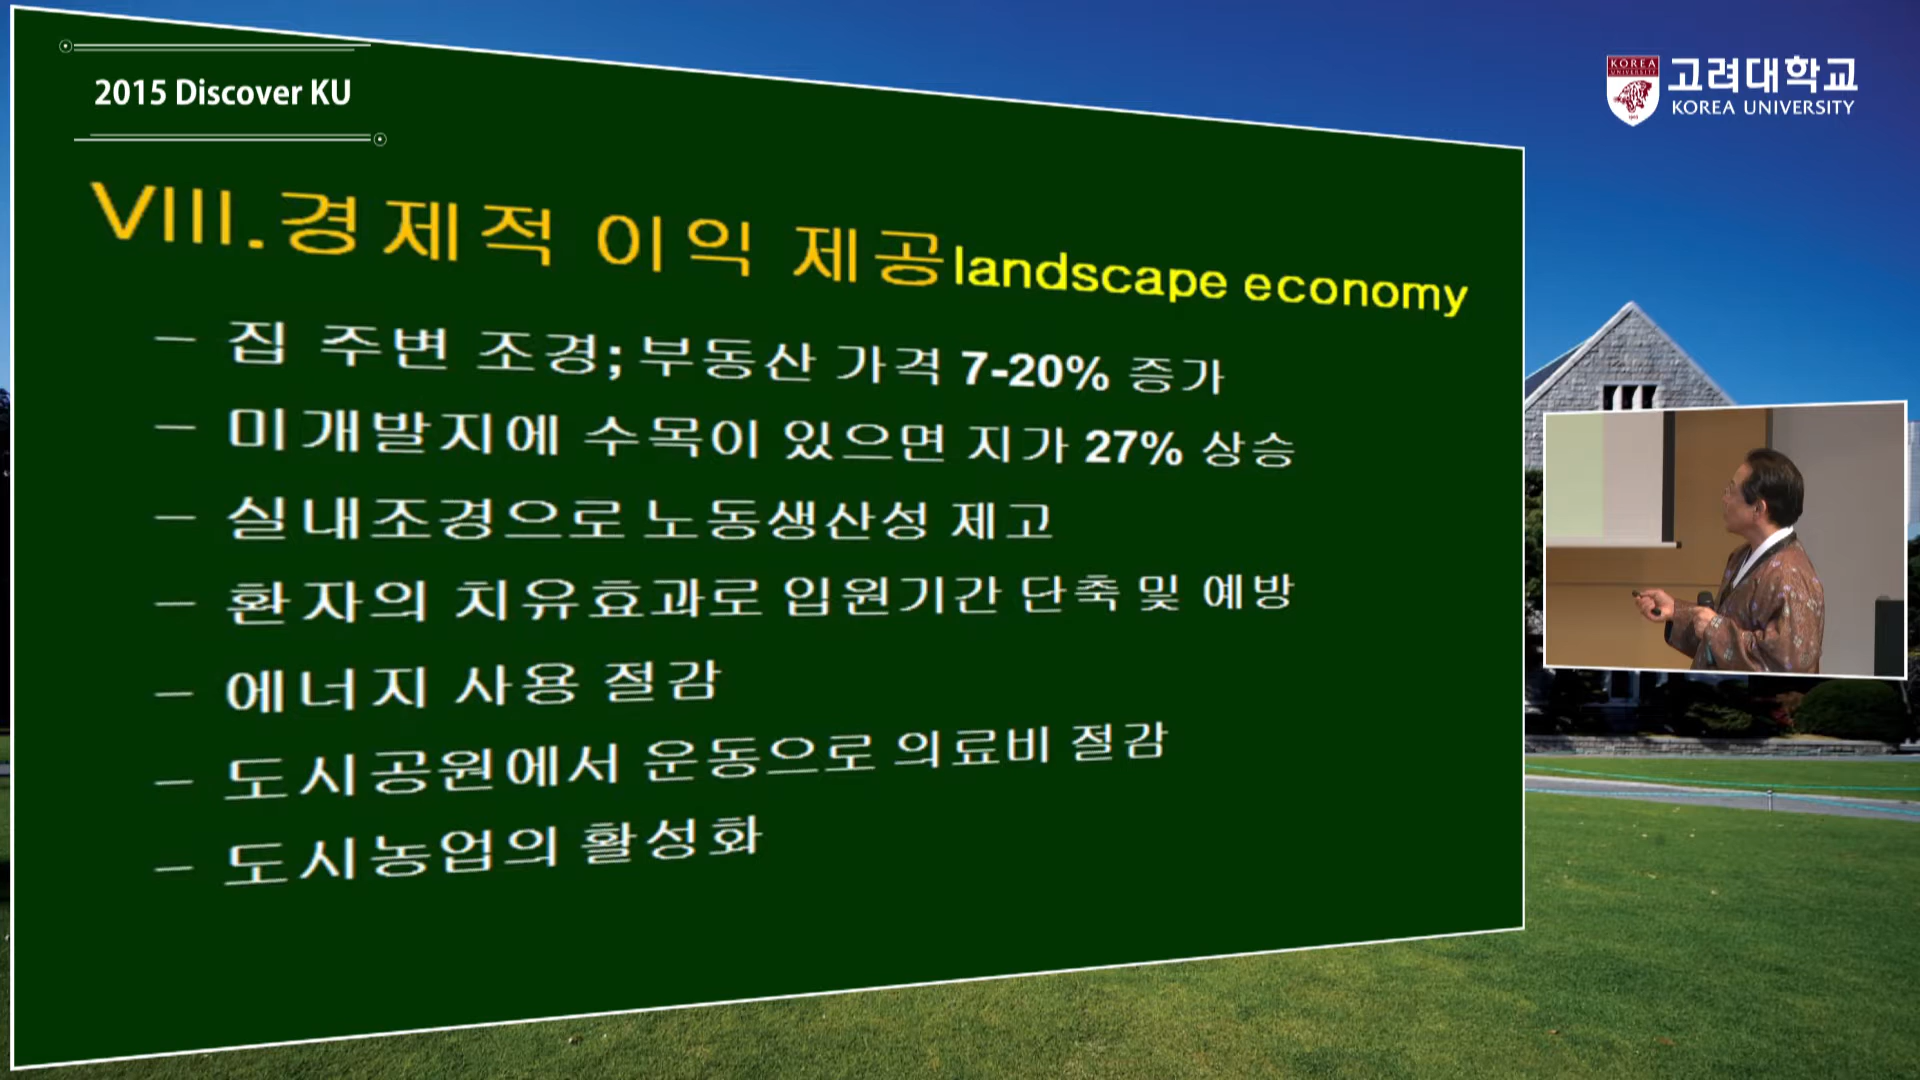 2015 Discover KU
KOREA
UNIVERSITY
고려대학교
KOREA UNIVERSITY
VIII.경제적 이익 제공landscape economy
– 집 주변 조경; 부동산 가격 7-20% 증가
– 미개발지에 수목이 있으면 지가 27% 상승
– 실내조경으로 노동생산성 제고
– 환자의 치유효과로 입원기간 단축 및 예방
– 에너지 사용 절감
– 도시공원에서 운동으로 의료비 절감
– 도시농업의 활성화